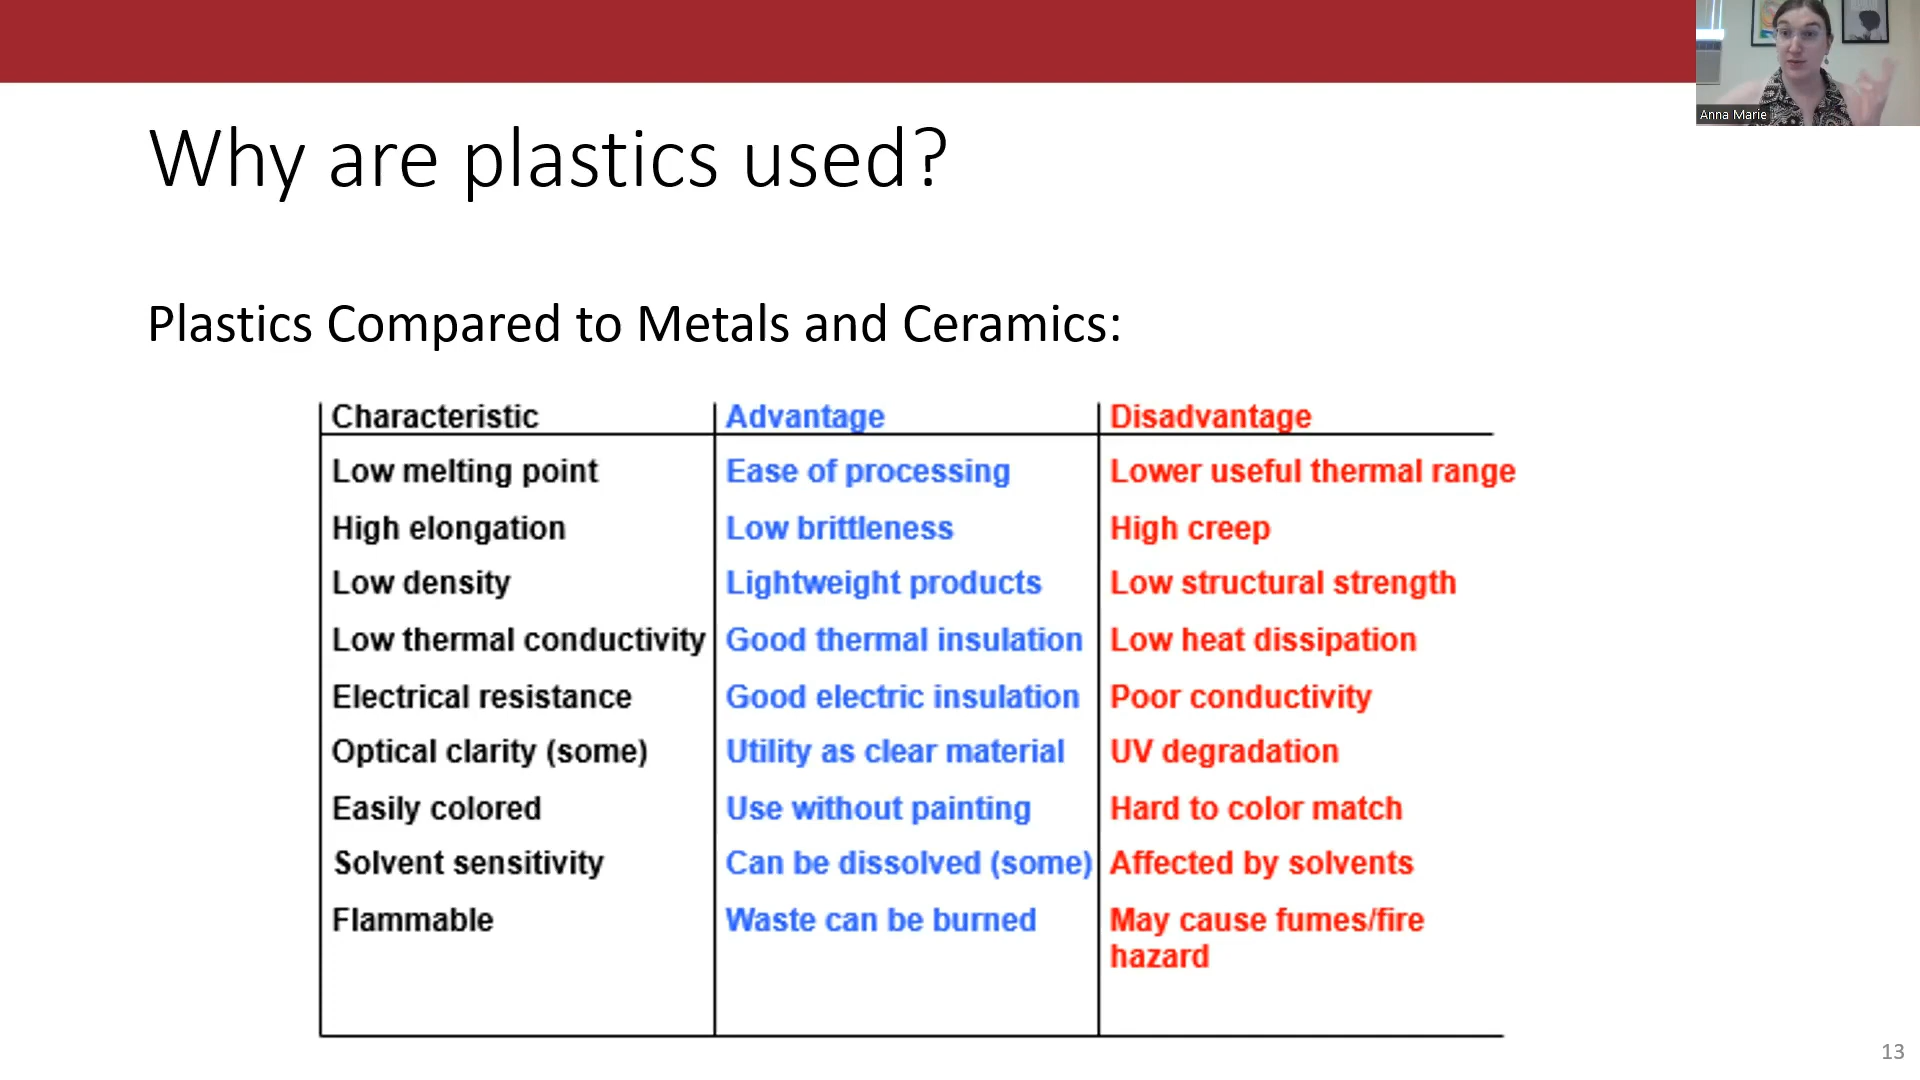 Anna Marie
Why are plastics used?
Plastics Compared to Metals and Ceramics:
Characteristic Advantage Disadvantage
Low melting point Ease of processing Lower useful thermal range
High elongation Low brittleness High creep
Low density Lightweight products Low structural strength
Low thermal conductivity Good thermal insulation Low heat dissipation
Electrical resistance Good electric insulation Poor conductivity
Optical clarity (some) Utility as clear material UV degradation
Easily colored Use without painting Hard to color match
Solvent sensitivity Can be dissolved (some) Affected by solvents
Flammable Waste can be burned May cause fumes/fire
hazard
13